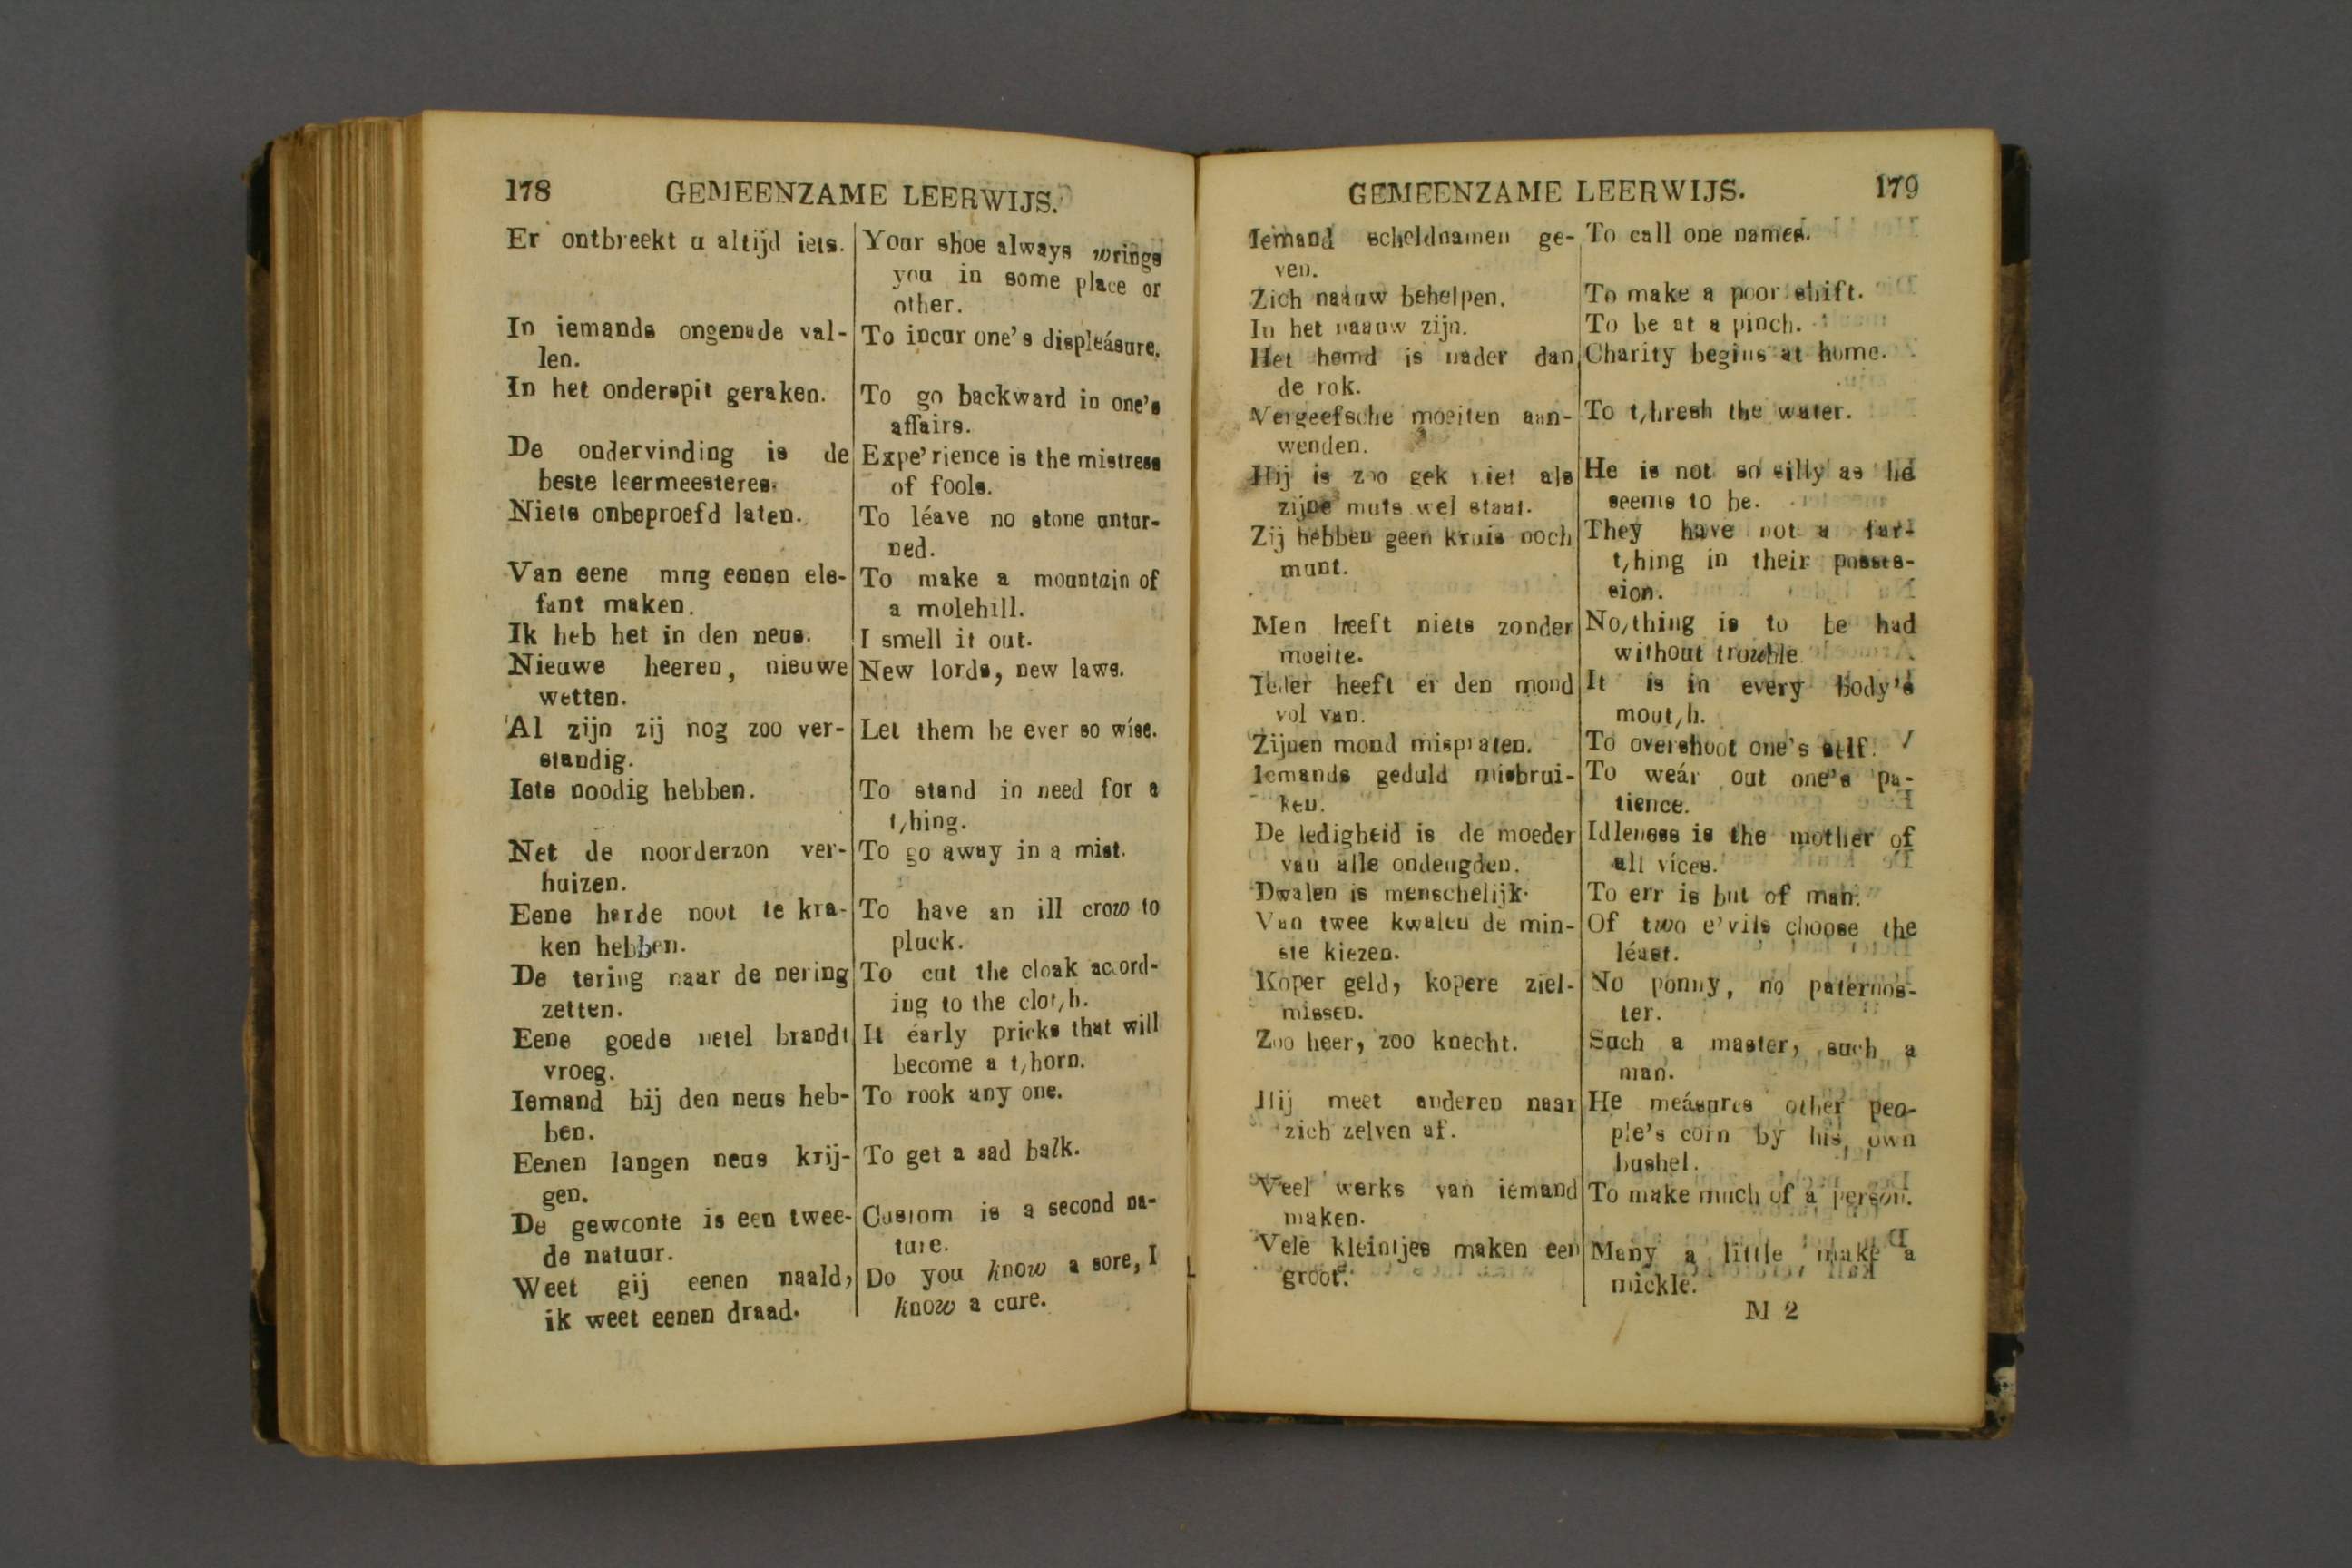 178 GEMEENZAME LEERWIJS.
Er ontbreekt u altijd iets.
In iemands ongenade val-
len.
In het onderspit geraken.
De ondervinding is de
beste leermeesteres.
Niets onbeproefd laten.
Van eene mug eenen ele-
fant maken.
Ik heb het in den neus.
Nieuwe heeren, nieuwe
wetten.
Al zijn zij nog zoo ver-
standig.
Iets noodig hebben.
Net de noorderzon ver-
huizen.
Eene harde noot te kra-
ken hebben.
De tering naar de nering
zetten.
Eene goede netel brandt
vroeg.
Iemand bij den neus heb-
ben.
Eenen langen neus krij-
gen.
De gewoonte is een twee-
de natuur.
Weet gij eenen naald,
ik weet eenen draad.
Your shoe always wrings
you in some place or
other.
To incur one's displeásure.
To go backward in one's
affairs.
Expe'rience is the mistress
of fools.
To léave no stone untur-
ned.
To make a mountain of
a molehill.
I smell it out.
New lords, new laws.
Let them be ever so wíse.
To stand in need for a
t,hing.
To go away in a mist.
To have an ill crow to
pluck.
To cut the cloak acord-
ing to the clot,h.
It éarly pricks that will
become a t,horn.
To rook any one.
To get a sad balk.
Custom is a second na-
ture.
Do you know a sore, I
know a cure.
GEMEENZAME LEERWIJS. 179
Iemand scheldnamen ge-
ven.
Zich naauw behelpen.
In het naauw zijn.
Het hemd is nader dan
de rok.
Vergeefsche moeiten aan-
wenden.
Hij is zoo gek niet als
zijne muts wel staat.
Zij hebben geen kruis noch
munt.
Men heeft niets zonder
moeite.
Ieder heeft er den mond
vol van.
Zijnen mond mispraten.
Iemands geduld misbrui-
ken.
De ledigheid is de moeder
van alle ondeugden.
Dwalen is menschelijk.
Van twee kwalen de min-
ste kiezen.
Koper geld, kopere ziel-
missen.
Zoo heer, zoo knecht.
Hij meet anderen naar
zich zelven af.
Veel werks van iemand
maken.
Vele kleintjes maken een
groot.
To call one names.
To make a poor shift.
To be at a pinch.
Charity begins at home.
To t,hresh the water.
He is not so silly as he
seems to be.
They have not a far-
t,hing in their posses-
sion.
No,thing is to be had
without trouble
It is in every body's
mout,h.
To overshoot one's self.
To weár out one's pa-
tience.
Idleness is the mother of
all víces.
To err is but of man.
Of two e'vils choose the
léast.
No ponny, no paternos-
ter.
Such a master, such a
man.
He meásures other peo-
ple's corn by his own
bushel.
To make much of a person.
Many a little make a
mickle.
M 2